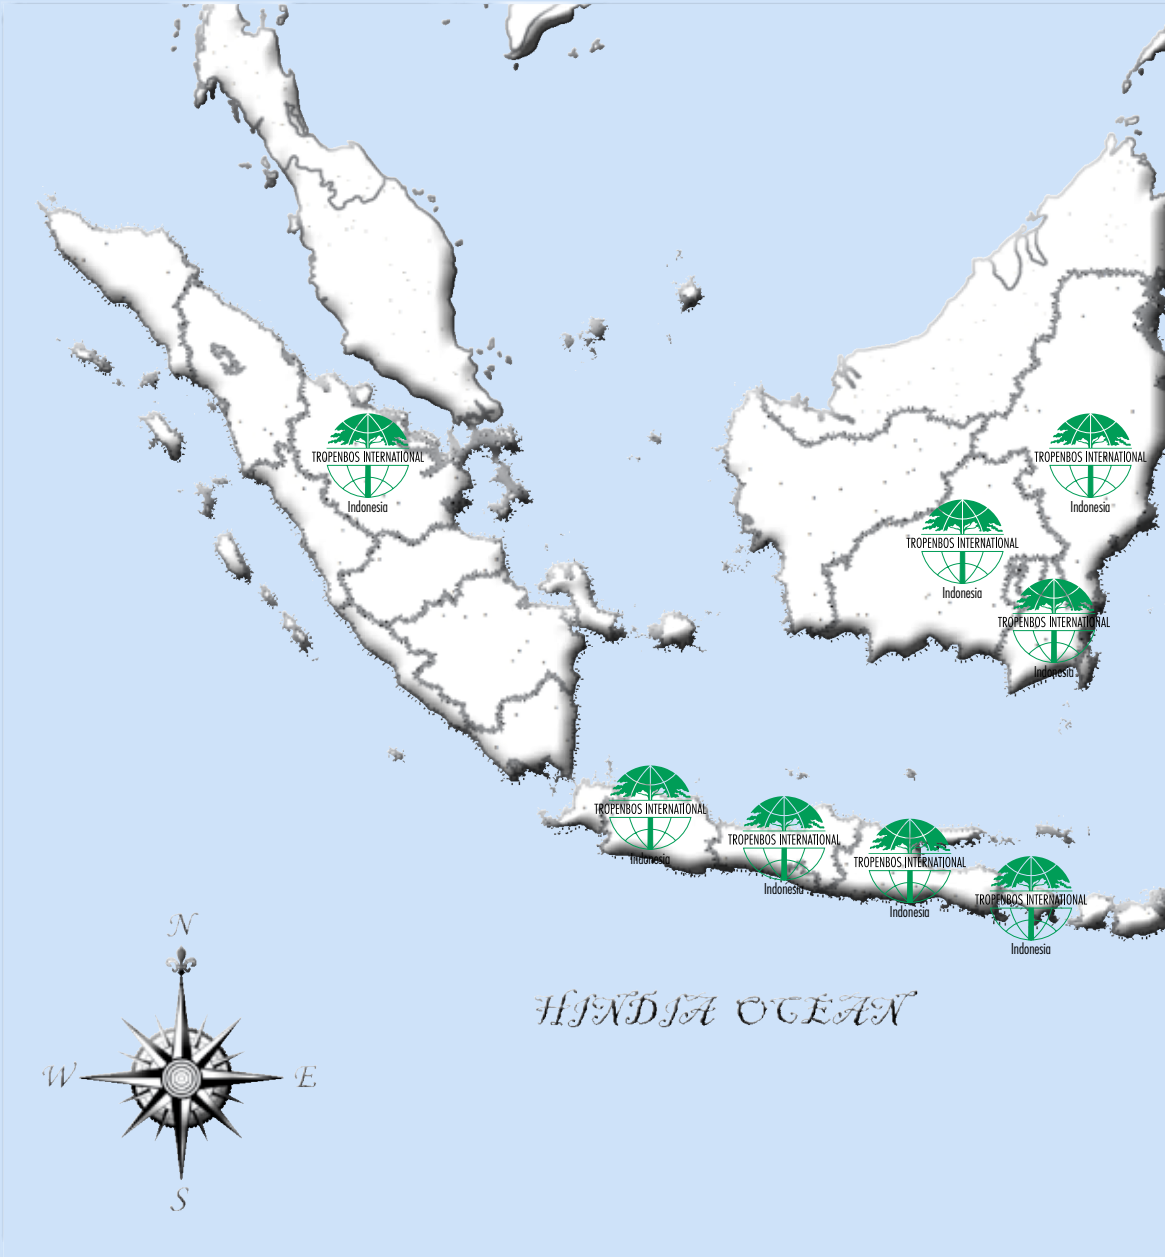 TROPENBOS INTERNATIONAL
Indonesia
TROPENBOS INTERNATIONAL
Indonesia
TROPENBOS INTERNATIONAL
Indonesia
TROPENBOS INTERNATIONAL
Indonesia
TROPENBOS INTERNATIONAL
Indonesia
TROPENBOS INTERNATIONAL
Indonesia
TROPENBOS INTERNATIONAL
Indonesia
TROPENBOS INTERNATIONAL
Indonesia
N
HINDIA OCEAN
W
E
S